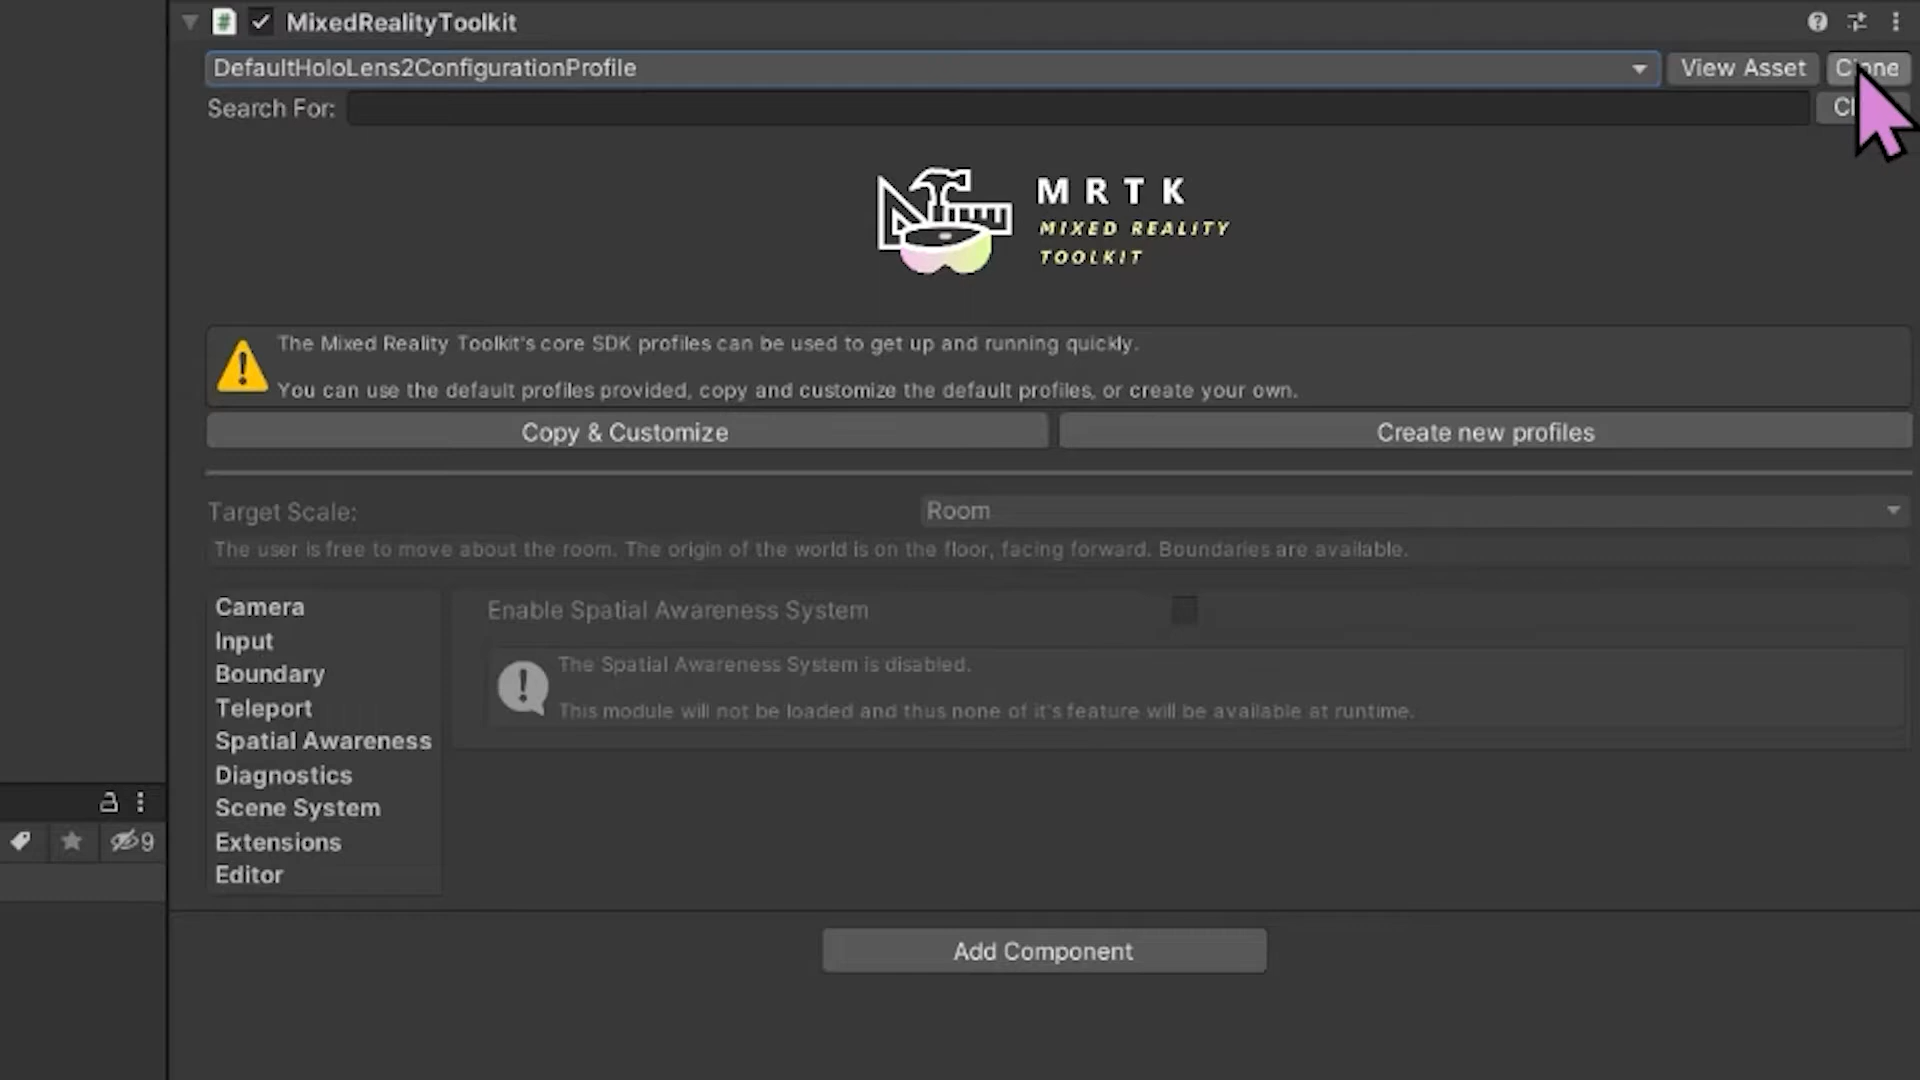 MixedRealityToolkit
DefaultHoloLens2ConfigurationProfile View Asset
Search For:
M R T K
MIXED REALITY
TOOLKIT
The Mixed Reality Toolkit's core SDK profiles can be used to get up and running quickly.
You can use the default profiles provided, copy and customize the default profiles, or create your own.
Copy & Customize Create new profiles
Target Scale: Room
The user is free to move about the room. The origin of the world is on the floor, facing forward. Boundaries are available.
Camera
Enable Spatial Awareness System
Input
The Spatial Awareness System is disabled.
Boundary
Teleport
This module will not be loaded and thus none of it's feature will be available at runtime.
Spatial Awareness
Diagnostics
Scene System
9
Extensions
Editor
Add Component